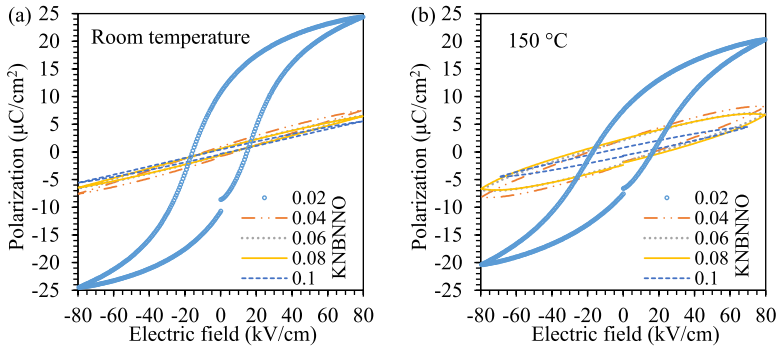 (a)
Room temperature
Polarization (μC/cm²)
25
20
15
10
5
0
-5
-10
-15
-20
-25
-80 -60 -40 -20 0 20 40 60 80
Electric field (kV/cm)
0.02
0.04
0.06
0.08
0.1
KNBNNO
(b)
150 °C
Polarization (μC/cm²)
25
20
15
10
5
0
-5
-10
-15
-20
-25
-80 -60 -40 -20 0 20 40 60 80
Electric field (kV/cm)
0.02
0.04
0.06
0.08
0.1
KNBNNO